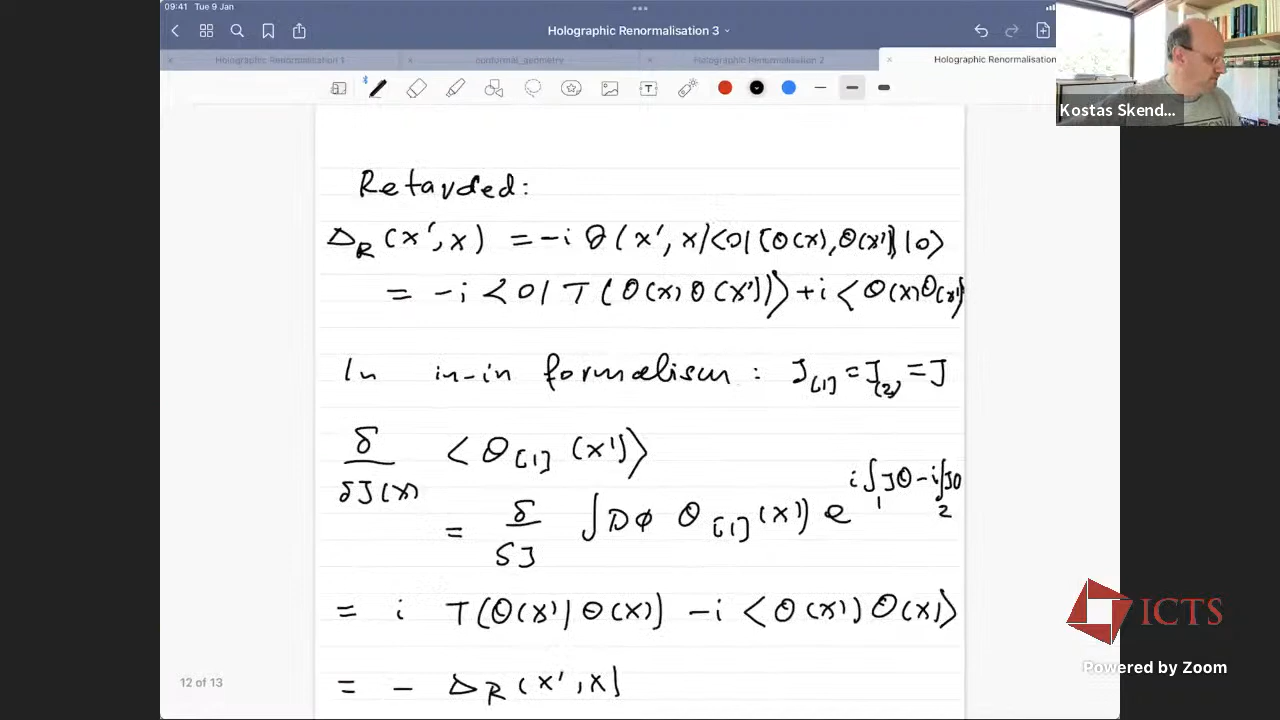 09:41 Tue 9 Jan
Holographic Renormalisation 3
Holographic Renormalisation 1
conformal_geometry
Holographic Renormalisation 2
Holographic Renormalisation
Kostas Skend...
Retarded:
Δ_R (x', x) = -i θ(x', x) <0| [O(x), O(x')] |0>
= -i <0| T (O(x) O(x'))> + i <O(x) O(x')
In in-in formalism : J_[1] = J_(2) = J
δ/δJ(x) <O_[1] (x')>
= δ/δJ ∫DΦ O_[1] (x') e^{i∫_1 JO - i∫_2 JO}
= i T(O(x') O(x)) - i <O(x') O(x)>
= - Δ_R (x', x)
12 of 13
ICTS
Powered by Zoom